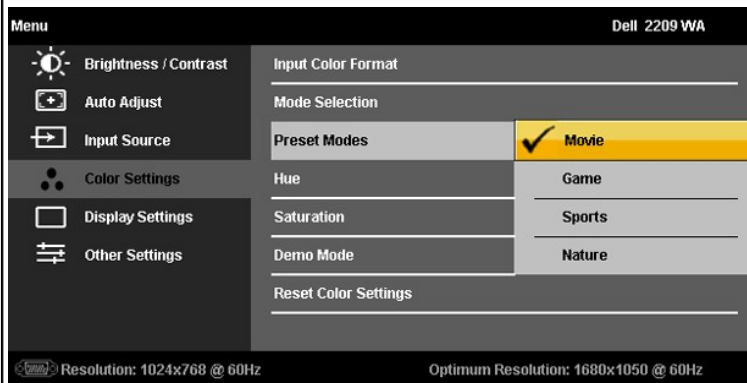 Menu
Dell 2209 WA
Brightness / Contrast
Auto Adjust
Input Source
Color Settings
Display Settings
Other Settings
Input Color Format
Mode Selection
Preset Modes
Hue
Saturation
Demo Mode
Reset Color Settings
Movie
Game
Sports
Nature
Resolution: 1024x768 @ 60Hz
Optimum Resolution: 1680x1050 @ 60Hz